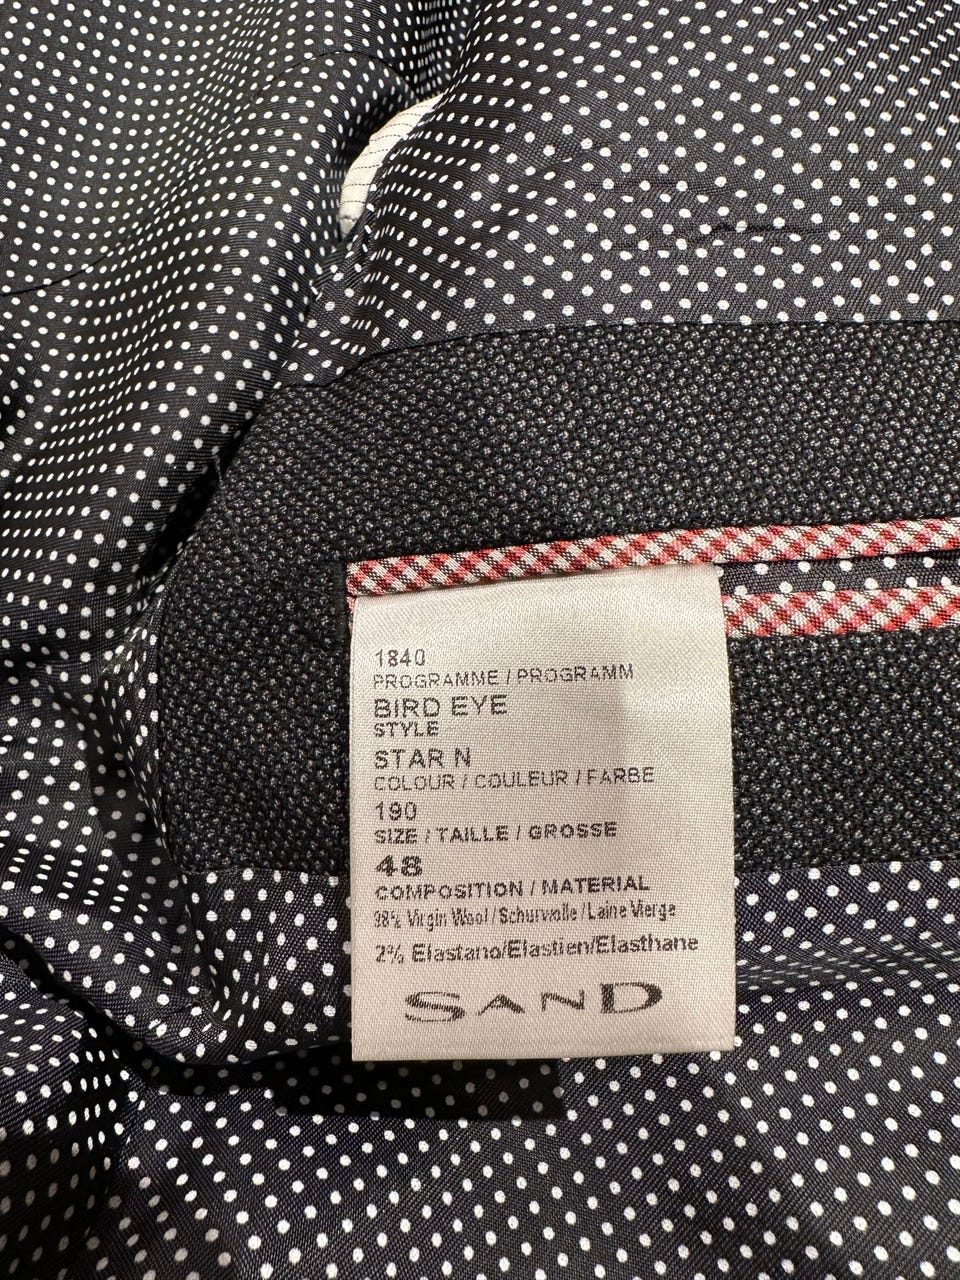 1840
PROGRAMME / PROGRAMM
BIRD EYE
STYLE
STAR N
COLOUR / COULEUR / FARBE
190
SIZE / TAILLE / GROSSE
48
COMPOSITION / MATERIAL
98% Virgin Wool / Schurwolle / Laine Vierge
2% Elastano/Elastien/Elasthane
SAND